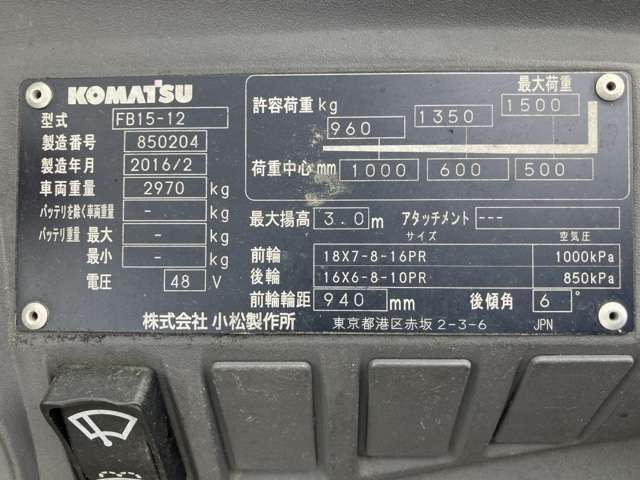 KOMATSU
型式 FB15-12
製造番号 850204
製造年月 2016/2
車両重量 2970 kg
バッテリを除く車両重量 - kg
バッテリ重量 最大 - kg
最小 - kg
電圧 48 V
最大荷重
許容荷重 kg 960 1350 1500
荷重中心 mm 1000 600 500
最大揚高 3.0 m アタッチメント ---
サイズ 空気圧
前輪 18X7-8-16PR 1000kPa
後輪 16X6-8-10PR 850kPa
前輪輪距 940 mm 後傾角 6 °
株式会社 小松製作所 東京都港区赤坂2-3-6 JPN